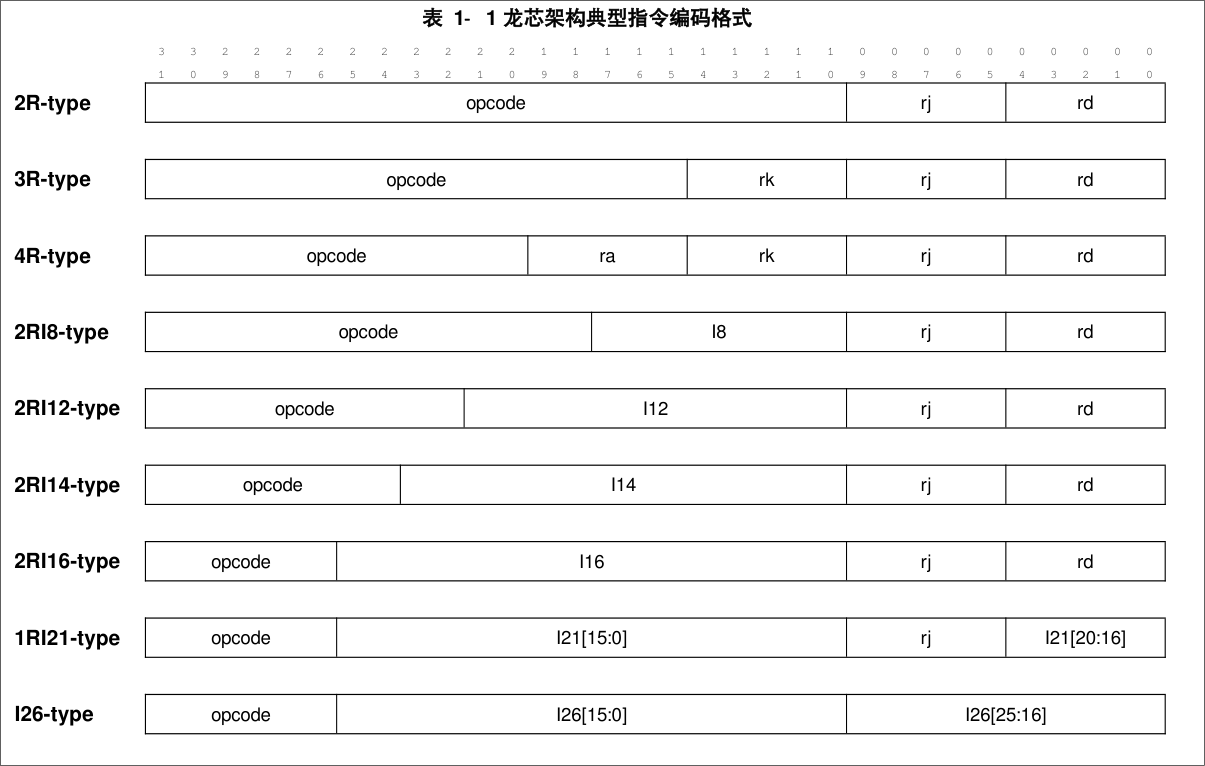 表 1- 1 龙芯架构典型指令编码格式
3 3 2 2 2 2 2 2 2 2 2 2 1 1 1 1 1 1 1 1 1 1 0 0 0 0 0 0 0 0 0 0
1 0 9 8 7 6 5 4 3 2 1 0 9 8 7 6 5 4 3 2 1 0 9 8 7 6 5 4 3 2 1 0
2R-type opcode rj rd
3R-type opcode rk rj rd
4R-type opcode ra rk rj rd
2RI8-type opcode I8 rj rd
2RI12-type opcode I12 rj rd
2RI14-type opcode I14 rj rd
2RI16-type opcode I16 rj rd
1RI21-type opcode I21[15:0] rj I21[20:16]
I26-type opcode I26[15:0] I26[25:16]